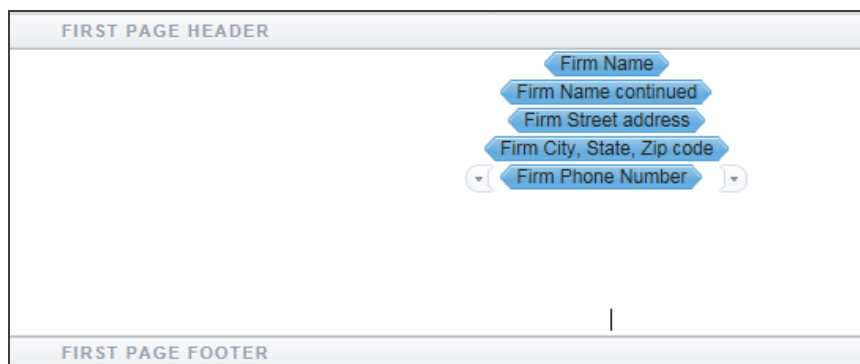 FIRST PAGE HEADER
Firm Name
Firm Name continued
Firm Street address
Firm City, State, Zip code
Firm Phone Number
FIRST PAGE FOOTER